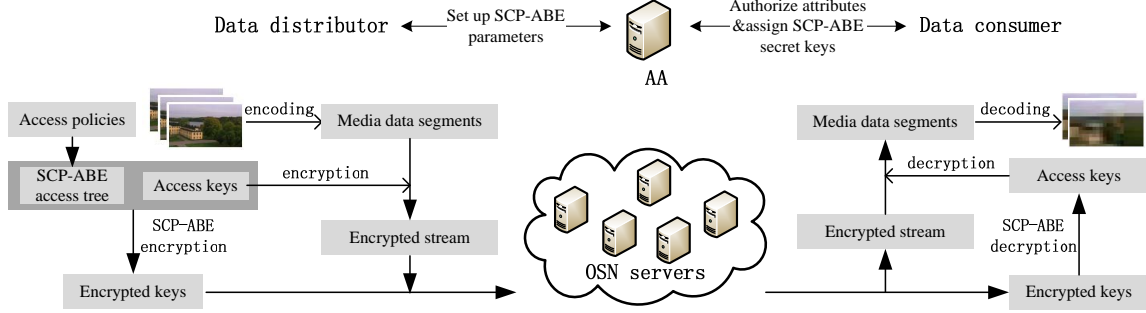 Data distributor
Set up SCP-ABE
parameters
AA
Authorize attributes
&assign SCP-ABE
secret keys
Data consumer
Access policies
encoding
Media data segments
SCP-ABE
access tree
Access keys
encryption
SCP-ABE
encryption
Encrypted stream
Encrypted keys
OSN servers
Media data segments
decoding
decryption
Access keys
Encrypted stream
SCP-ABE
decryption
Encrypted keys